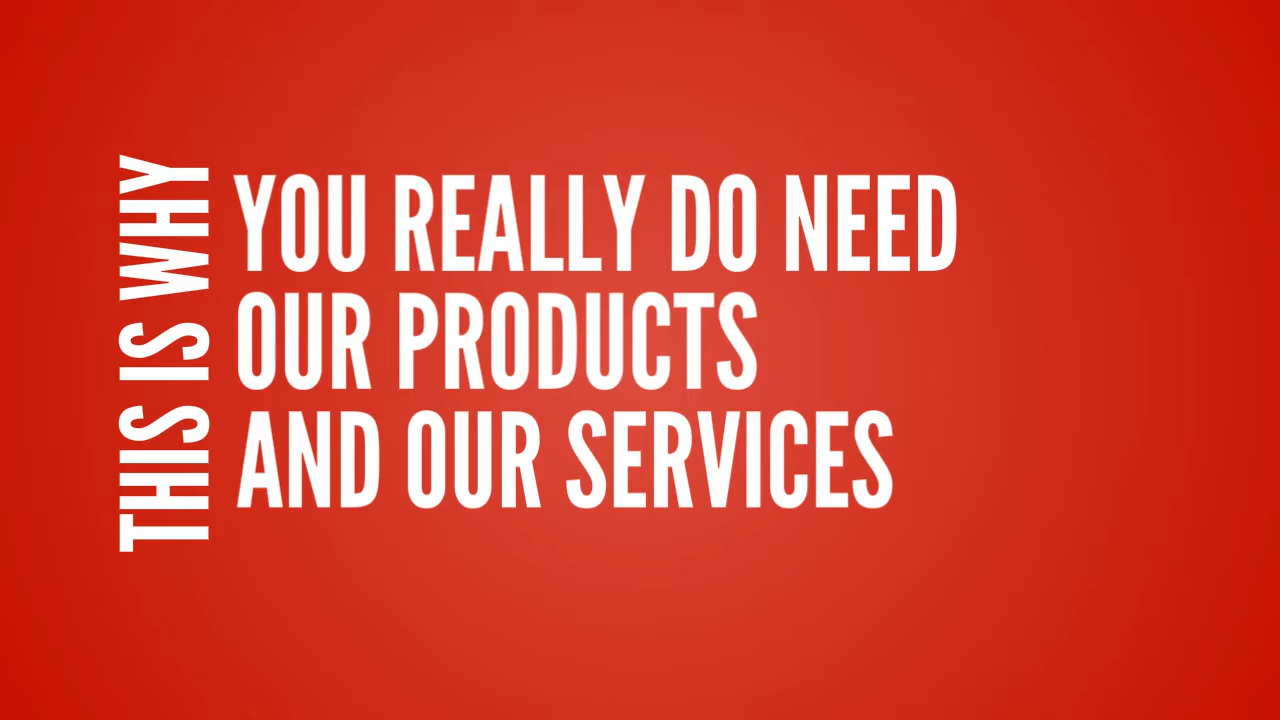 THIS IS WHY
YOU REALLY DO NEED
OUR PRODUCTS
AND OUR SERVICES